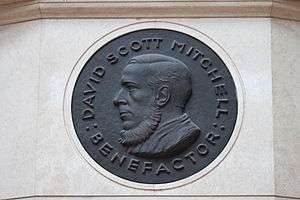 · DAVID SCOTT MITCHELL ·
BENEFACTOR